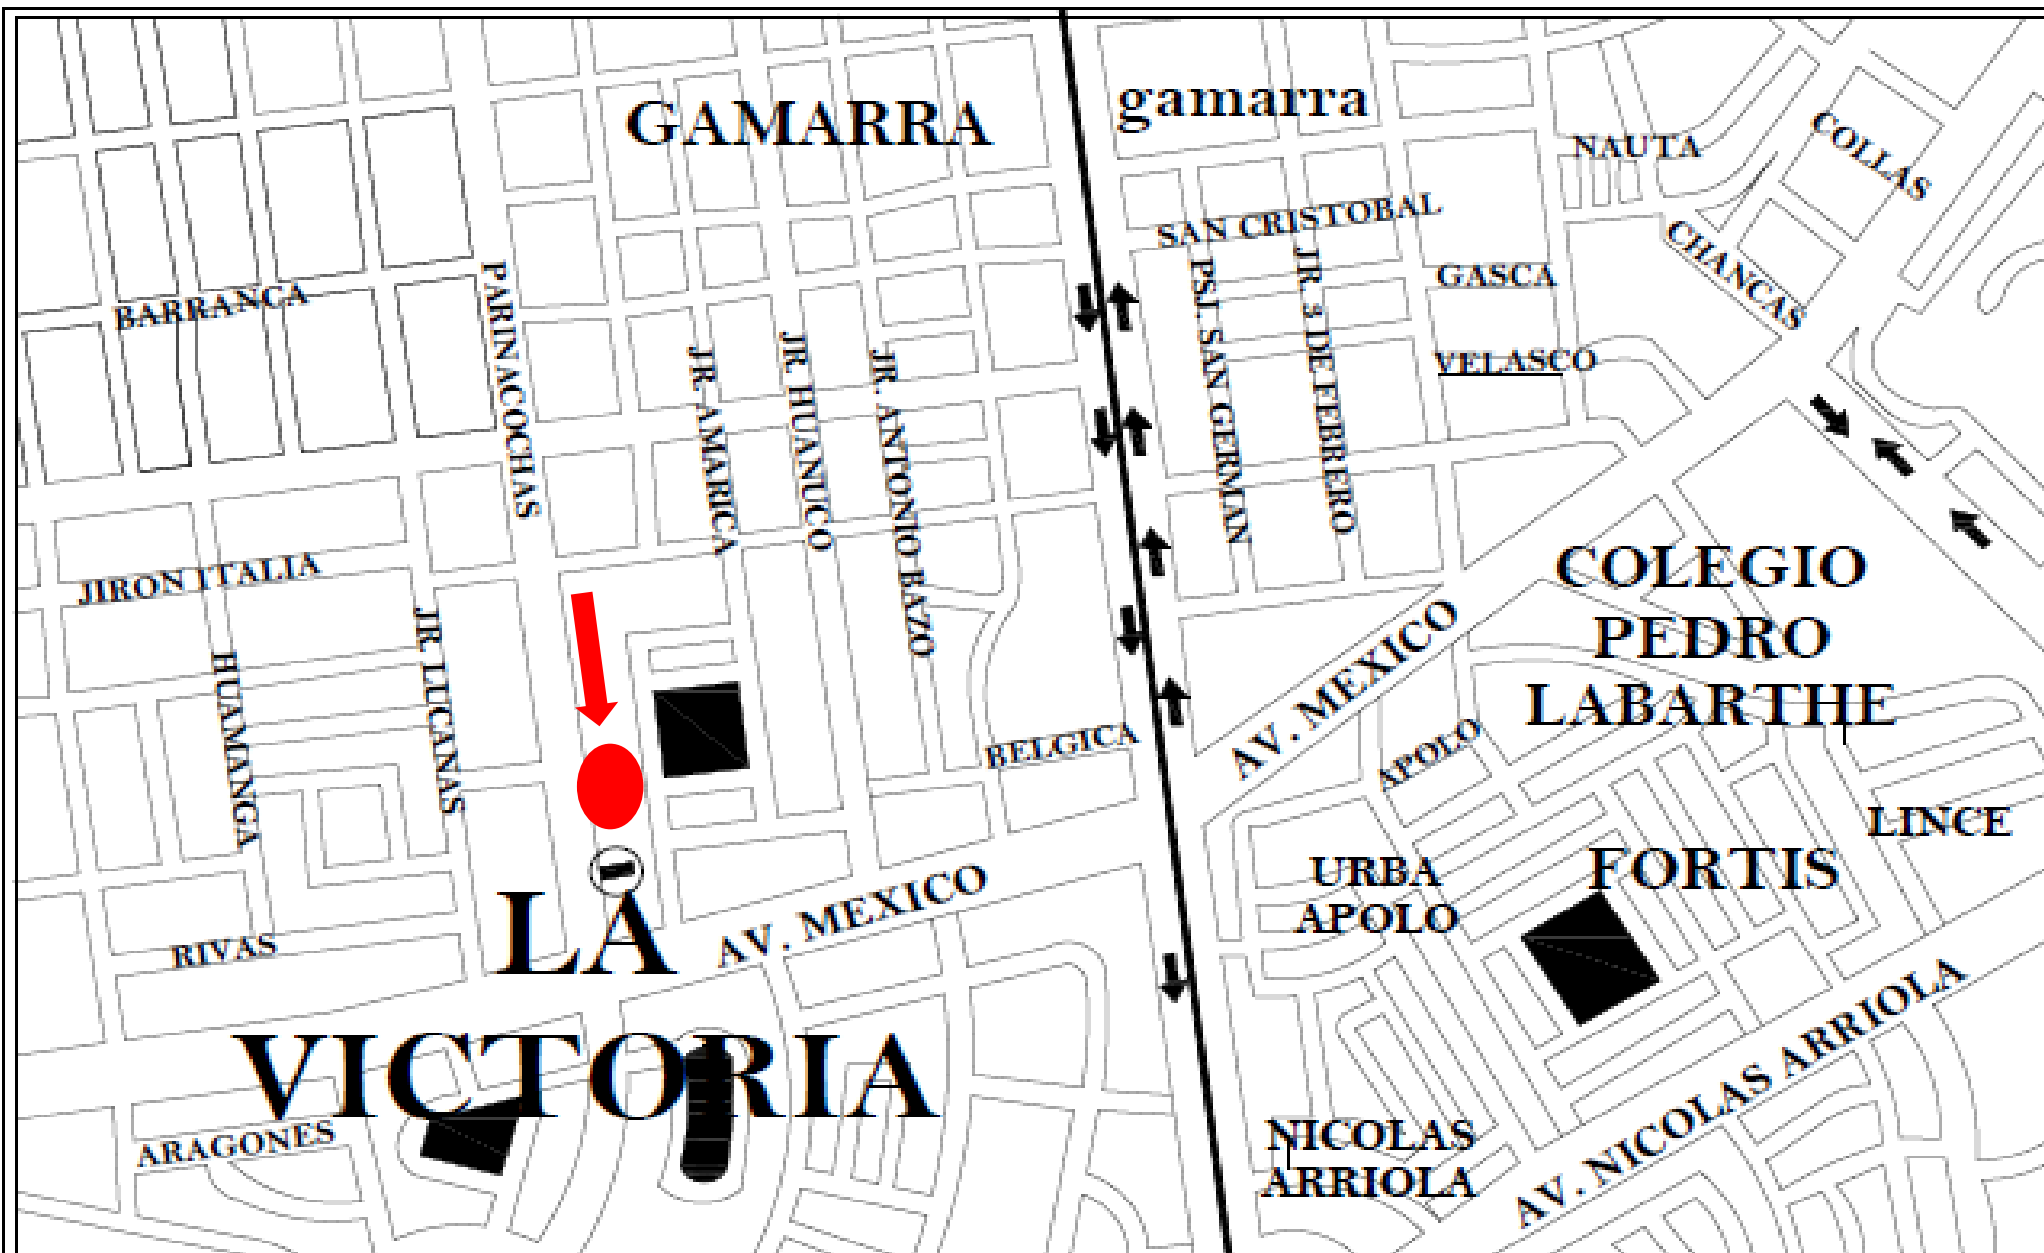 GAMARRA
gamarra
NAUTA
COLLAS
SAN CRISTOBAL
CHANCAS
BARRANCA
PARINACOCHAS
PSJ. SAN GERMAN
JR. 3 DE FEBRERO
GASCA
VELASCO
JR. AMARICA
JR. HUANUCO
JR. ANTONIO BAZO
JIRON ITALIA
HUAMANGA
JR. LUCANAS
BELGICA
AV. MEXICO
APOLO
COLEGIO
PEDRO
LABARTHE
LINCE
URBA
APOLO
FORTIS
RIVAS
LA
VICTORIA
AV. MEXICO
ARAGONES
NICOLAS
ARRIOLA
AV. NICOLAS ARRIOLA